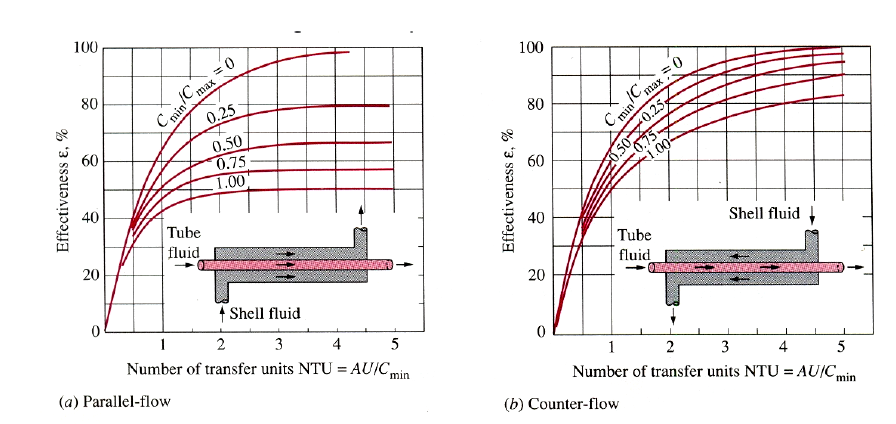 100
80
60
40
20
0
Effectiveness ε, %
C_min/C_max = 0
0.25
0.50
0.75
1.00
Tube
fluid
Shell fluid
1 2 3 4 5
Number of transfer units NTU = AU/C_min
(a) Parallel-flow
100
80
60
40
20
0
Effectiveness ε, %
C_min/C_max = 0
0.25
0.50
0.75
1.00
Shell fluid
Tube
fluid
1 2 3 4 5
Number of transfer units NTU = AU/C_min
(b) Counter-flow